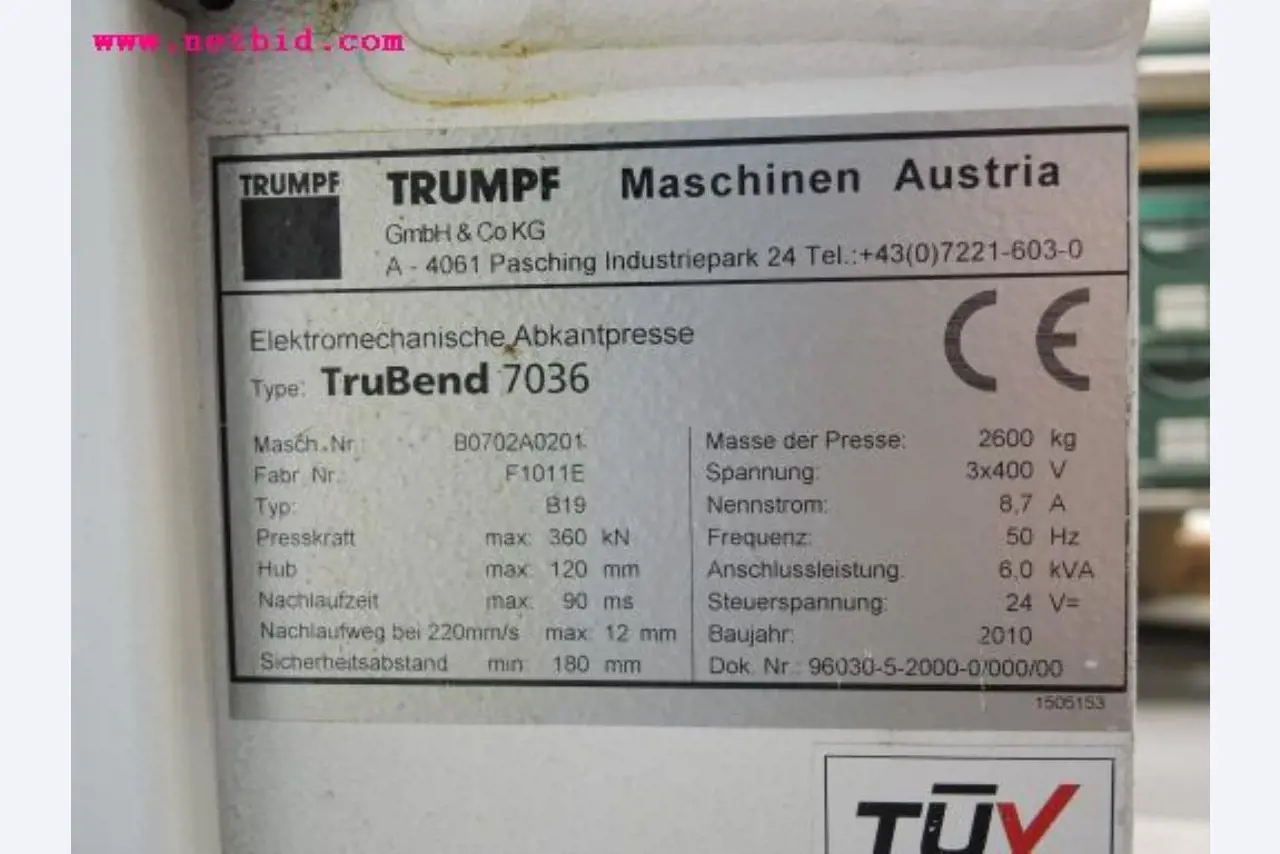 www.netbid.com
TRUMPF
TRUMPF Maschinen Austria
GmbH & Co KG
A - 4061 Pasching Industriepark 24 Tel.:+43(0)7221-603-0
CE
Elektromechanische Abkantpresse
Type: TruBend 7036
Masch.Nr.: B0702A0201
Fabr Nr.: F1011E
Typ: B19
Presskraft max: 360 kN
Hub max: 120 mm
Nachlaufzeit max: 90 ms
Nachlaufweg bei 220mm/s max: 12 mm
Sicherheitsabstand min: 180 mm
Masse der Presse: 2600 kg
Spannung: 3x400 V
Nennstrom: 8,7 A
Frequenz: 50 Hz
Anschlussleistung: 6,0 kVA
Steuerspannung: 24 V=
Baujahr: 2010
Dok. Nr.: 96030-5-2000-0/000/00
1505153
TÜV